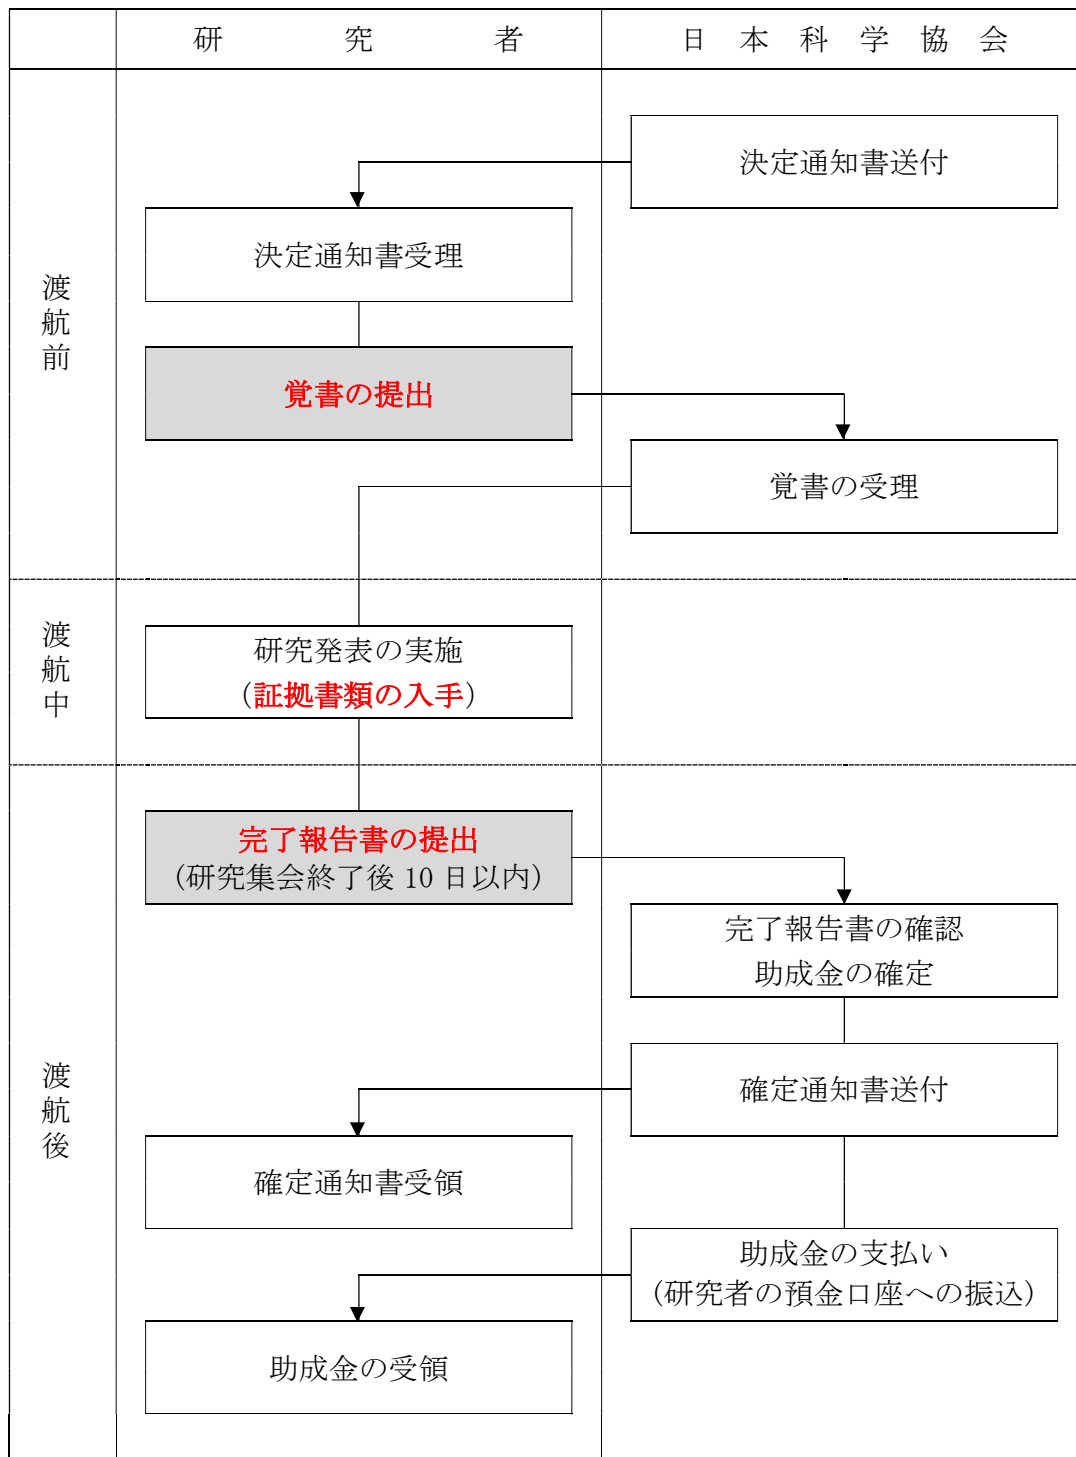 研究者
日本科学協会
決定通知書送付
決定通知書受理
渡航前
覚書の提出
覚書の受理
渡航中
研究発表の実施
（証拠書類の入手）
完了報告書の提出
（研究集会終了後 10 日以内）
完了報告書の確認
助成金の確定
渡航後
確定通知書送付
確定通知書受領
助成金の支払い
（研究者の預金口座への振込）
助成金の受領